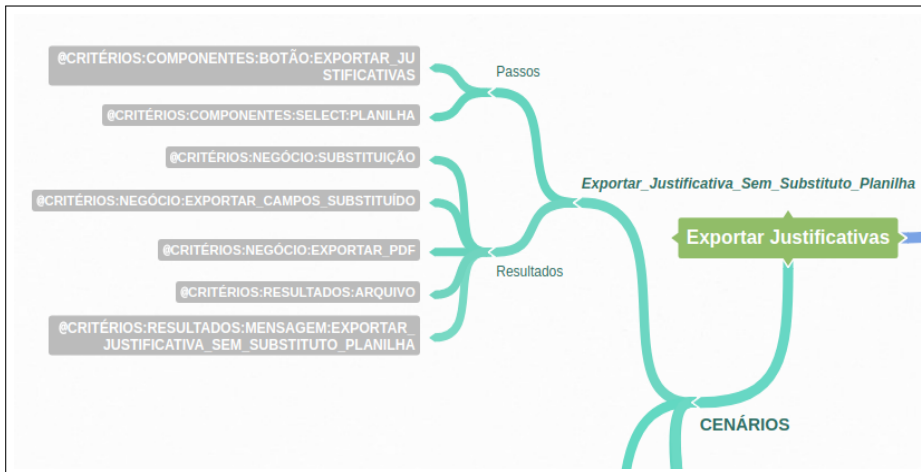 @CRITÉRIOS:COMPONENTES:BOTÃO:EXPORTAR_JU
STIFICATIVAS
Passos
@CRITÉRIOS:COMPONENTES:SELECT:PLANILHA
@CRITÉRIOS:NEGÓCIO:SUBSTITUIÇÃO
Exportar_Justificativa_Sem_Substituto_Planilha
@CRITÉRIOS:NEGÓCIO:EXPORTAR_CAMPOS_SUBSTITUÍDO
Exportar Justificativas
@CRITÉRIOS:NEGÓCIO:EXPORTAR_PDF
Resultados
@CRITÉRIOS:RESULTADOS:ARQUIVO
@CRITÉRIOS:RESULTADOS:MENSAGEM:EXPORTAR_
JUSTIFICATIVA_SEM_SUBSTITUTO_PLANILHA
CENÁRIOS